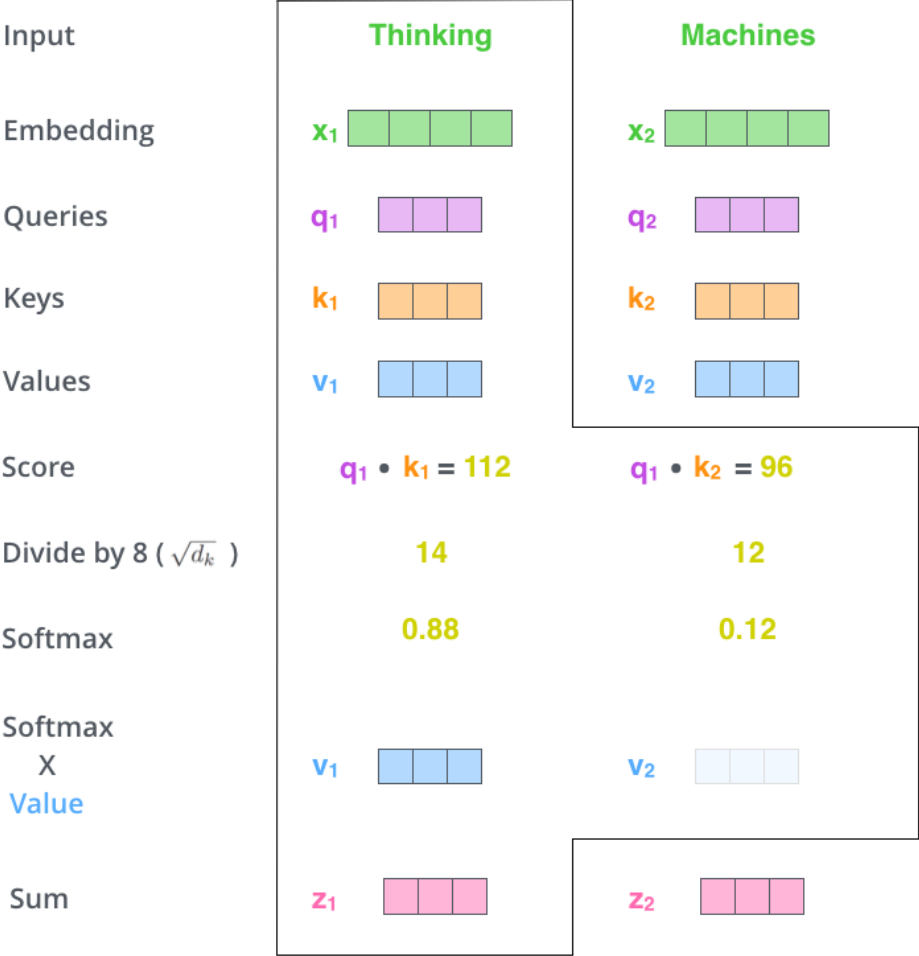 Input Thinking Machines
Embedding x₁ x₂
Queries q₁ q₂
Keys k₁ k₂
Values v₁ v₂
Score q₁ • k₁ = 112 q₁ • k₂ = 96
Divide by 8 ( √dₖ ) 14 12
Softmax 0.88 0.12
Softmax
X v₁ v₂
Value
Sum z₁ z₂